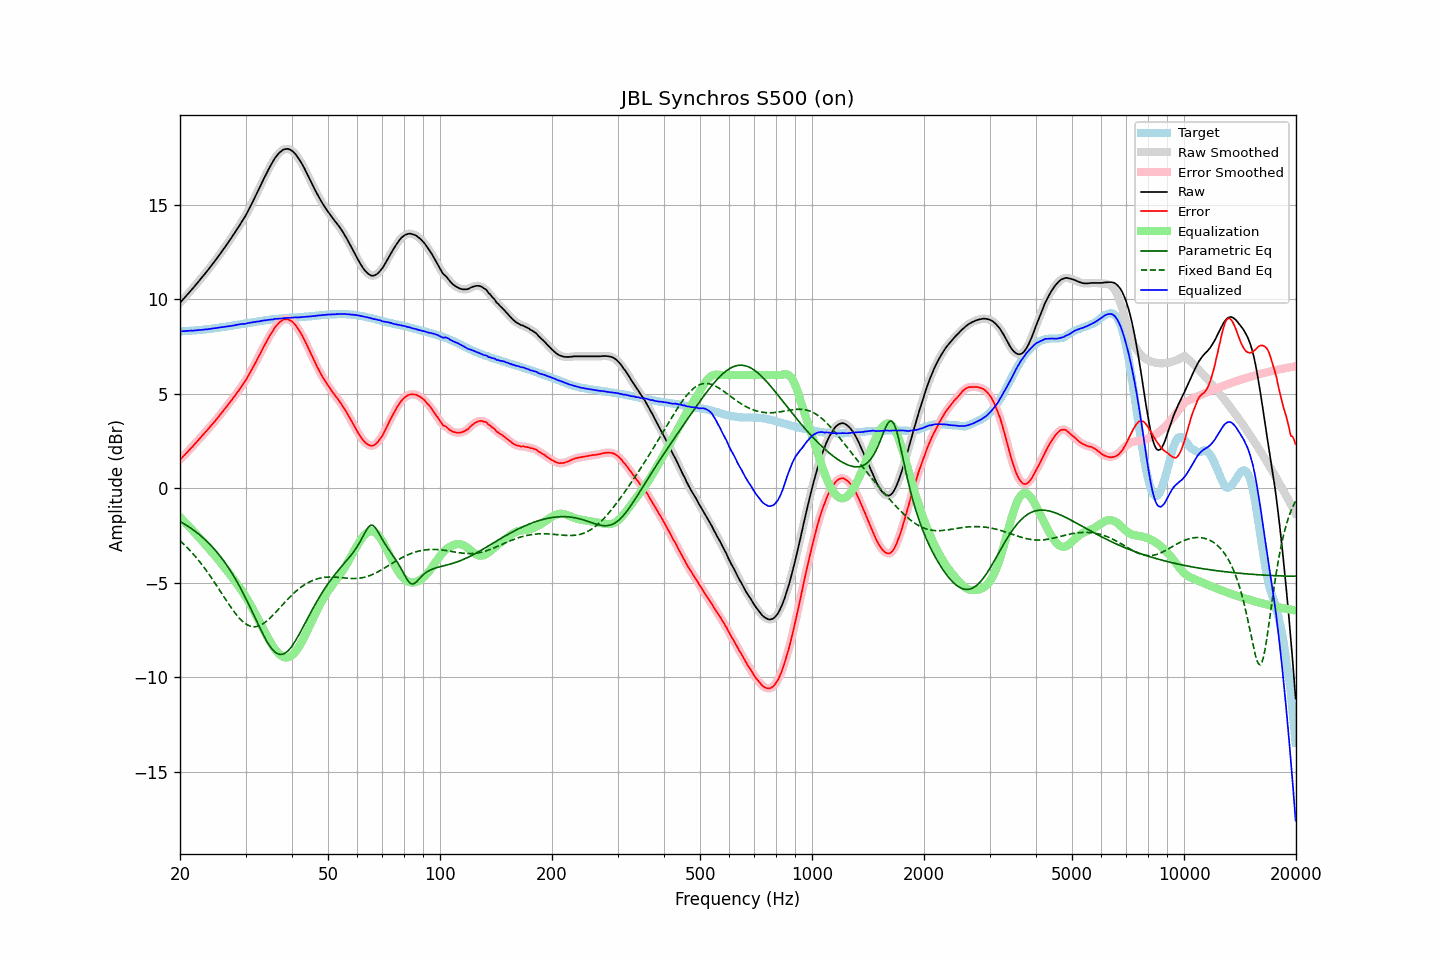 JBL Synchros S500 (on)
Target
Raw Smoothed
Error Smoothed
Raw
Error
Equalization
Parametric Eq
Fixed Band Eq
Equalized
Amplitude (dBr)
15
10
5
0
−5
−10
−15
20 50 100 200 500 1000 2000 5000 10000 20000
Frequency (Hz)